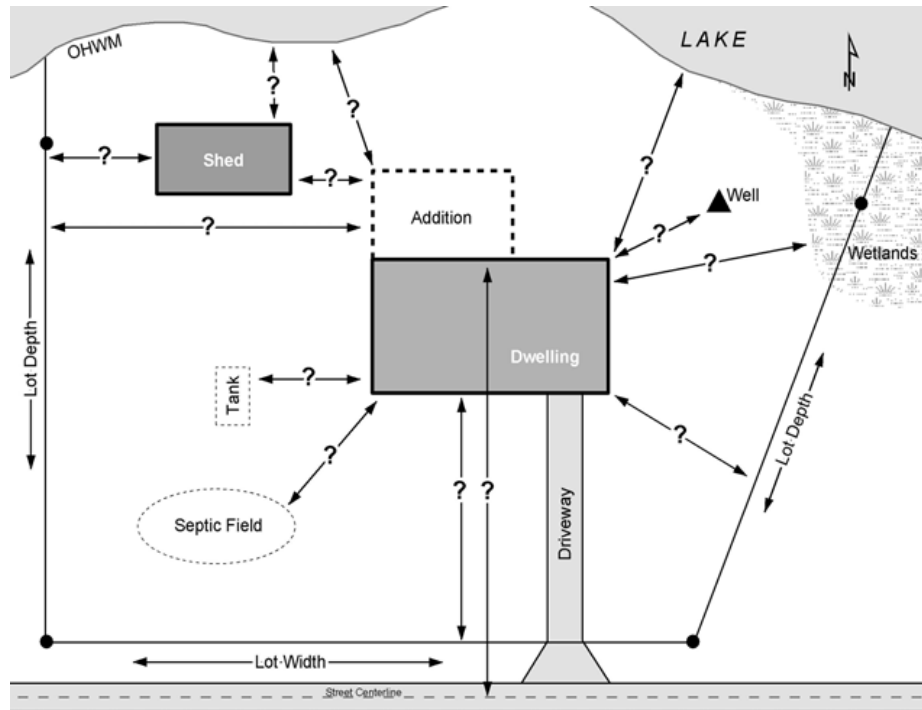 OHWM
LAKE
N
?
?
Shed
?
?
?
Well
?
?
Addition
?
Wetlands
?
Lot Depth
Dwelling
?
Tank
?
Lot Depth
?
?
?
Septic Field
Driveway
Lot Width
Street Centerline